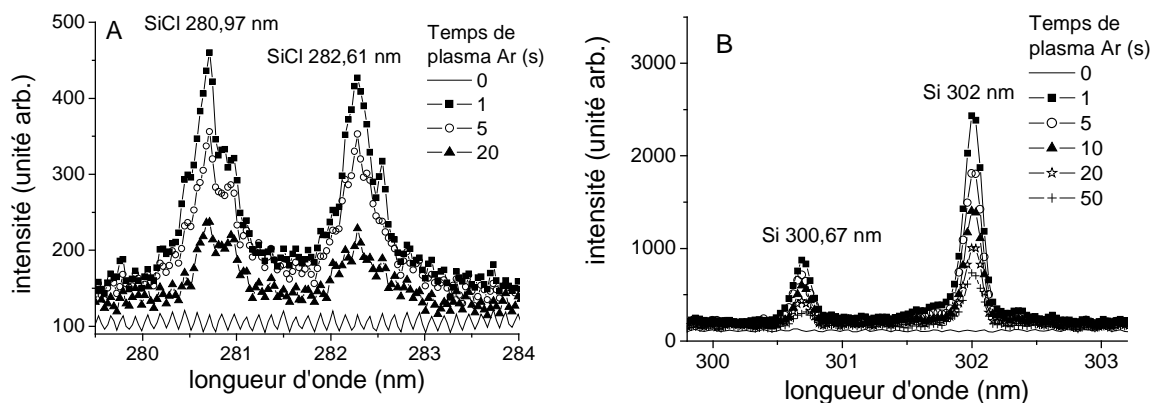 A
SiCl 280,97 nm
SiCl 282,61 nm
Temps de
plasma Ar (s)
0
1
5
20
500
400
300
200
100
intensité (unité arb.)
280
281
282
283
284
longueur d'onde (nm)
B
Si 300,67 nm
Si 302 nm
Temps de
plasma Ar (s)
0
1
5
10
20
50
3000
2000
1000
0
intensité (unité arb.)
300
301
302
303
longueur d'onde (nm)